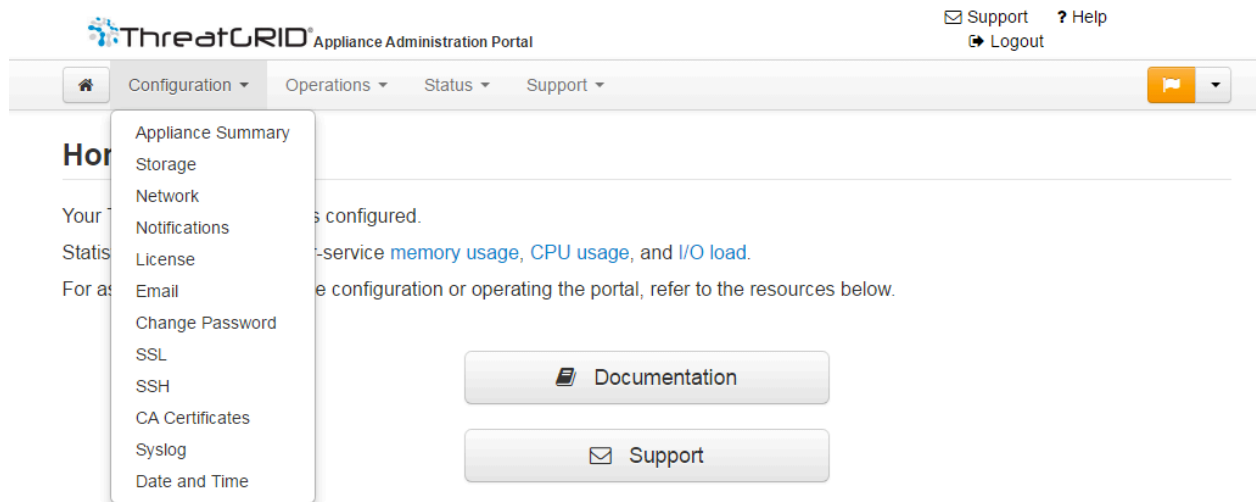 Support ? Help
ThreatGRID Appliance Administration Portal
Logout
Configuration Operations Status Support
Appliance Summary
Storage
Network
Notifications
License
Email
Change Password
SSL
SSH
CA Certificates
Syslog
Date and Time
Hor
Your T s configured.
Statis -service memory usage, CPU usage, and I/O load.
For as e configuration or operating the portal, refer to the resources below.
Documentation
Support